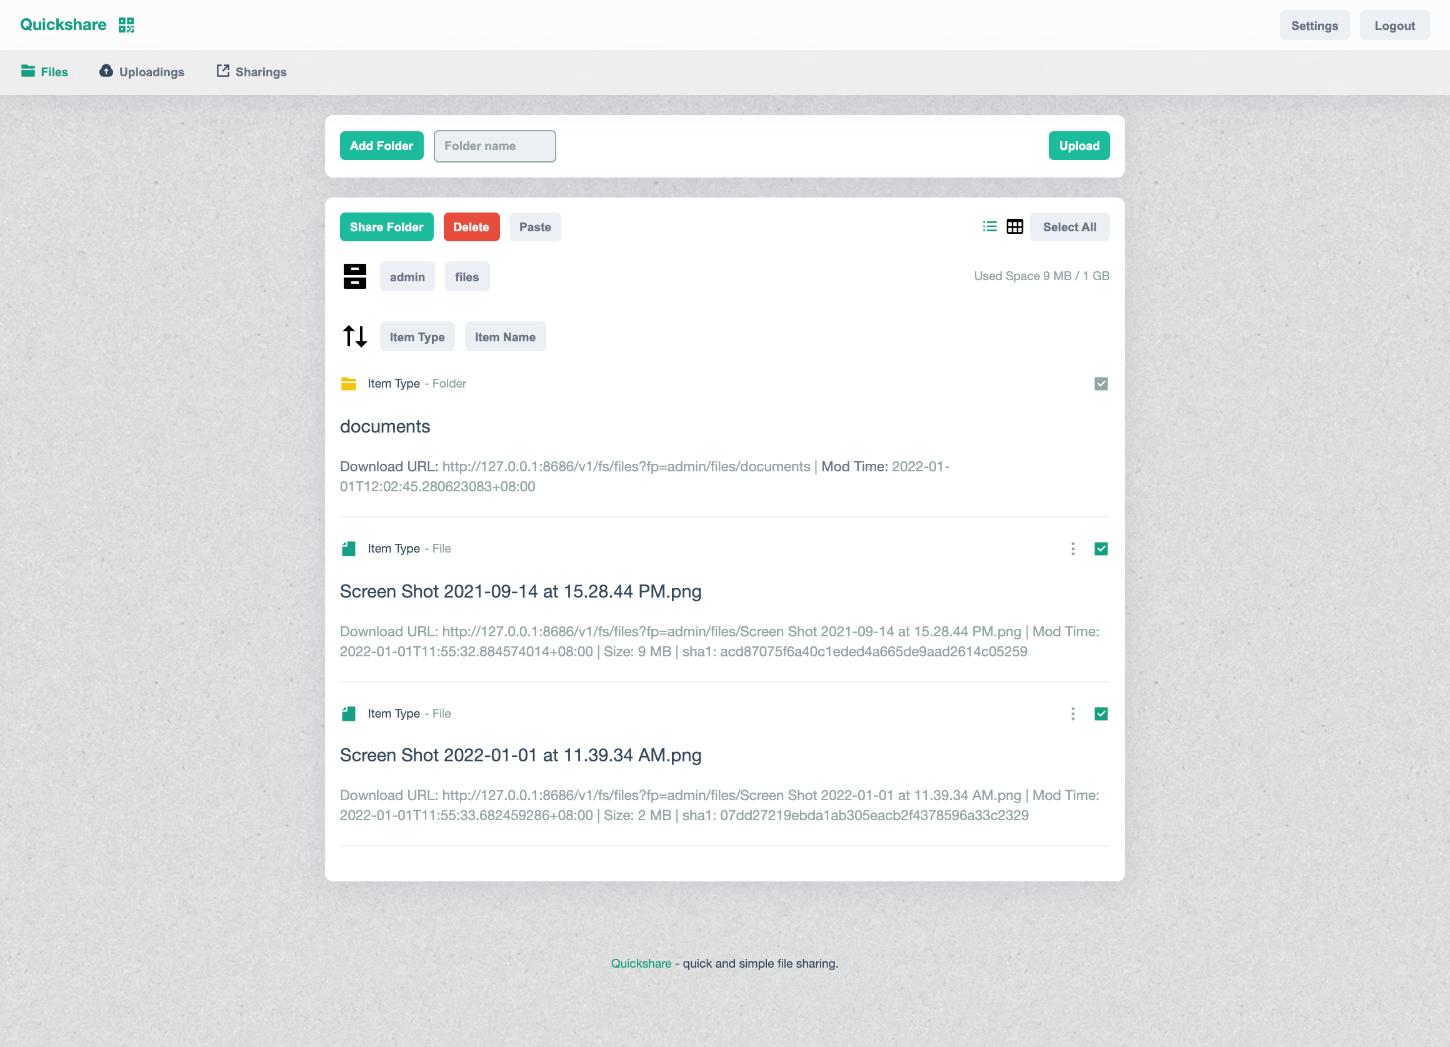 Quickshare
Settings
Logout
Files
Uploadings
Sharings
Add Folder
Folder name
Upload
Share Folder
Delete
Paste
Select All
admin
files
Used Space 9 MB / 1 GB
Item Type
Item Name
Item Type - Folder
documents
Download URL: http://127.0.0.1:8686/v1/fs/files?fp=admin/files/documents | Mod Time: 2022-01-
01T12:02:45.280623083+08:00
Item Type - File
Screen Shot 2021-09-14 at 15.28.44 PM.png
Download URL: http://127.0.0.1:8686/v1/fs/files?fp=admin/files/Screen Shot 2021-09-14 at 15.28.44 PM.png | Mod Time:
2022-01-01T11:55:32.884574014+08:00 | Size: 9 MB | sha1: acd87075f6a40c1eded4a665de9aad2614c05259
Item Type - File
Screen Shot 2022-01-01 at 11.39.34 AM.png
Download URL: http://127.0.0.1:8686/v1/fs/files?fp=admin/files/Screen Shot 2022-01-01 at 11.39.34 AM.png | Mod Time:
2022-01-01T11:55:33.682459286+08:00 | Size: 2 MB | sha1: 07dd27219ebda1ab305eacb2f4378596a33c2329
Quickshare - quick and simple file sharing.